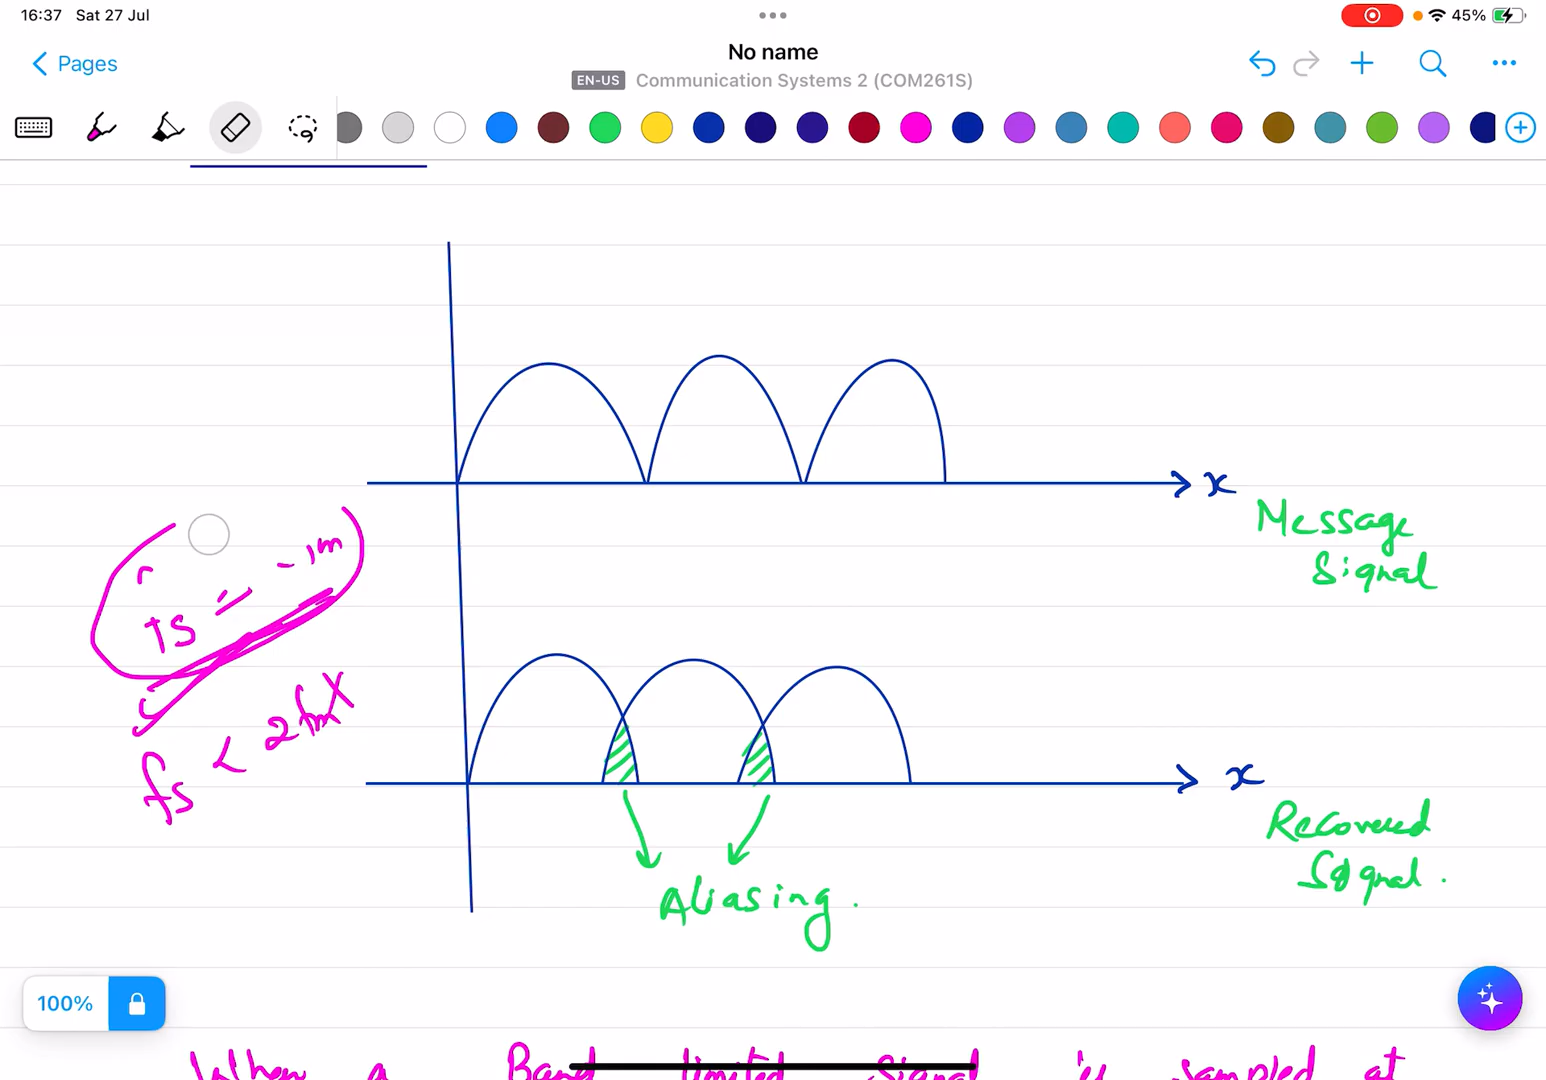 16:37 Sat 27 Jul
45%
Pages
No name
EN-US Communication Systems 2 (COM261S)
x
Message
Signal
fs < 2fm
x
Recovered
Signal.
Aliasing.
100%
When a Band limited Signal is sampled at